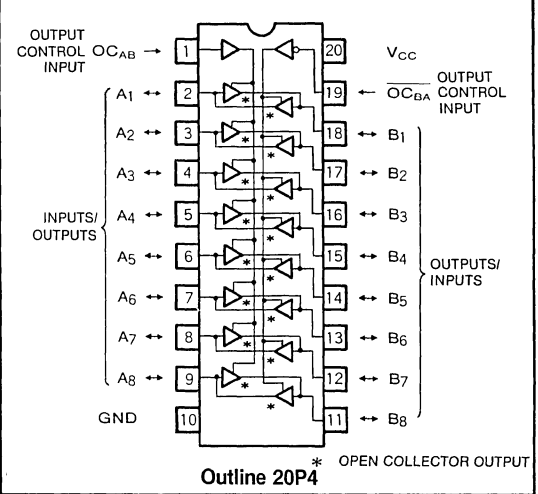 OUTPUT
CONTROL OCAB → 1
INPUT
20 VCC
19 ← OCBA OUTPUT CONTROL INPUT
A1 ↔ 2
18 ↔ B1
A2 ↔ 3
17 ↔ B2
A3 ↔ 4
16 ↔ B3
INPUTS/
OUTPUTS
A4 ↔ 5
15 ↔ B4
OUTPUTS/
INPUTS
A5 ↔ 6
14 ↔ B5
A6 ↔ 7
13 ↔ B6
A7 ↔ 8
12 ↔ B7
A8 ↔ 9
11 ↔ B8
GND 10
* OPEN COLLECTOR OUTPUT
Outline 20P4